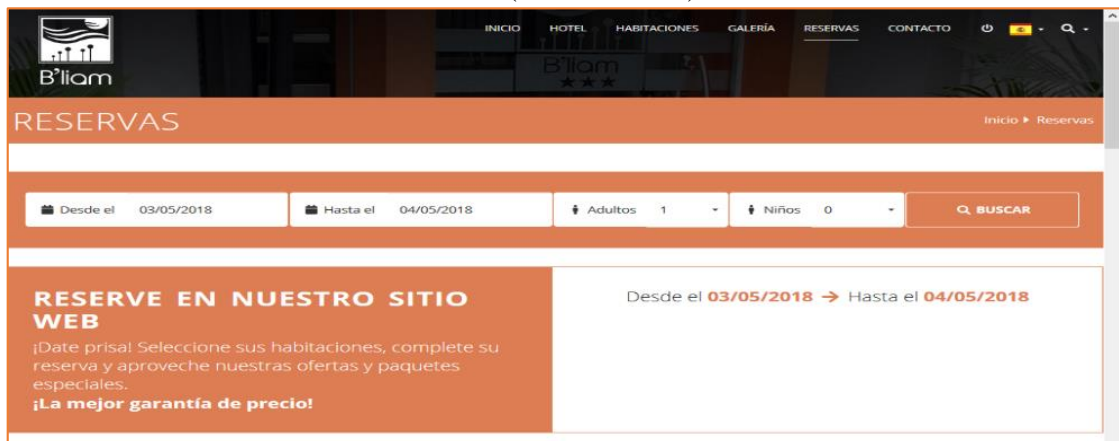 INICIO HOTEL HABITACIONES GALERÍA RESERVAS CONTACTO
B'liam
B'liam
RESERVAS
Inicio Reservas
Desde el 03/05/2018 Hasta el 04/05/2018 Adultos 1 Niños 0 BUSCAR
RESERVE EN NUESTRO SITIO
WEB
¡Date prisa! Seleccione sus habitaciones, complete su
reserva y aproveche nuestras ofertas y paquetes
especiales.
¡La mejor garantía de precio!
Desde el 03/05/2018 → Hasta el 04/05/2018